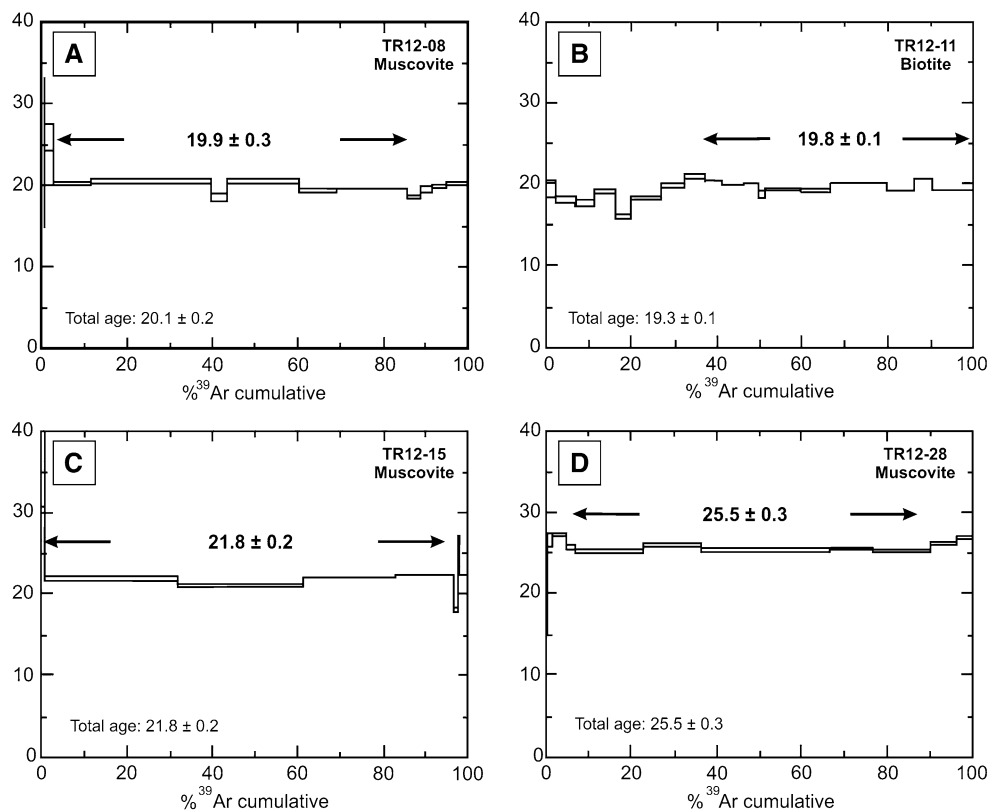 A
TR12-08
Muscovite
19.9 ± 0.3
Total age: 20.1 ± 0.2
40
30
20
10
0
0 20 40 60 80 100
%³⁹Ar cumulative
B
TR12-11
Biotite
19.8 ± 0.1
Total age: 19.3 ± 0.1
40
30
20
10
0
0 20 40 60 80 100
%³⁹Ar cumulative
C
TR12-15
Muscovite
21.8 ± 0.2
Total age: 21.8 ± 0.2
40
30
20
10
0
0 20 40 60 80 100
%³⁹Ar cumulative
D
TR12-28
Muscovite
25.5 ± 0.3
Total age: 25.5 ± 0.3
40
30
20
10
0
0 20 40 60 80 100
%³⁹Ar cumulative